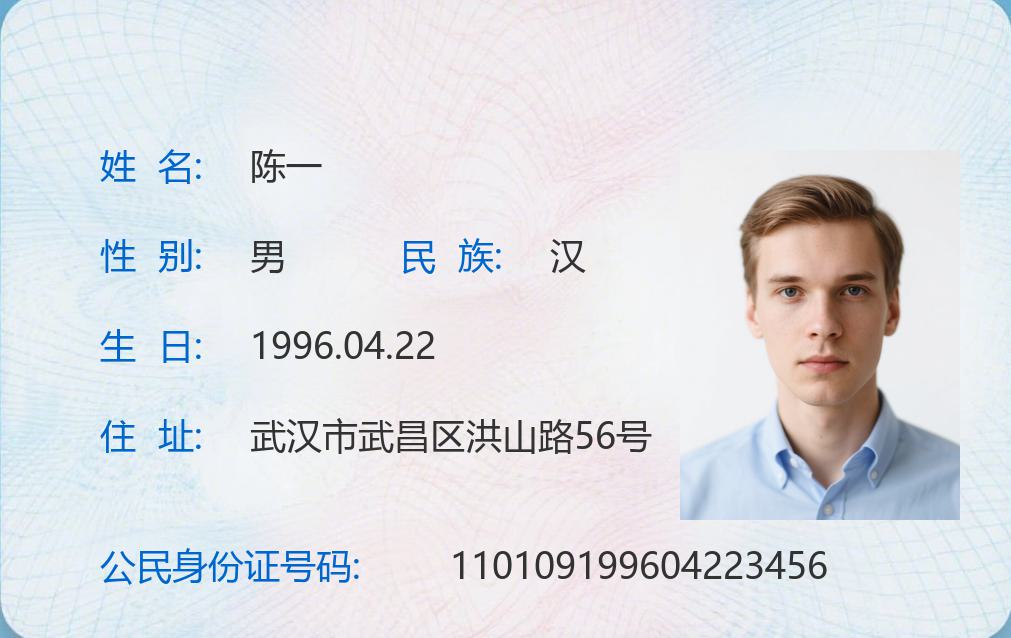 姓 名: 陈一
性 别: 男 民 族: 汉
生 日: 1996.04.22
住 址: 武汉市武昌区洪山路56号
公民身份证号码: 110109199604223456